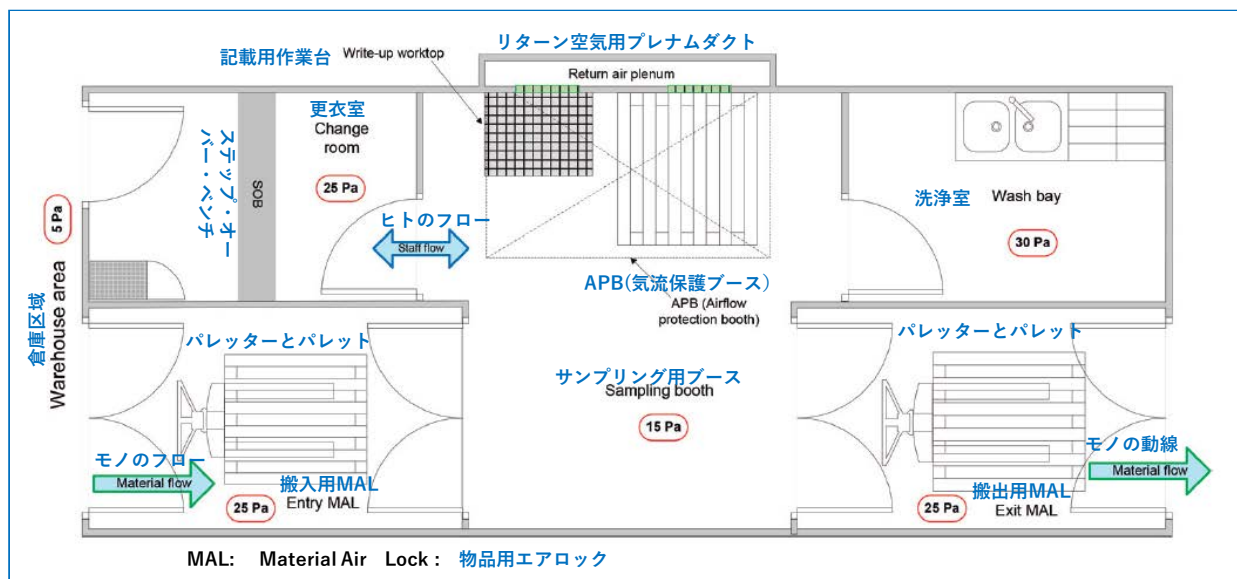 リターン空気用プレナムダクト
記載用作業台
Write-up worktop
Return air plenum
更衣室
Change
room
25 Pa
ステップ・オー
バー・ベンチ
SOB
5 Pa
倉庫区域
Warehouse area
ヒトのフロー
Staff flow
洗浄室
Wash bay
30 Pa
APB(気流保護ブース)
APB (Airflow
protection booth)
パレッターとパレット
パレッターとパレット
サンプリング用ブース
Sampling booth
15 Pa
モノのフロー
Material flow
搬入用MAL
Entry MAL
25 Pa
モノの動線
Material flow
搬出用MAL
Exit MAL
25 Pa
MAL: Material Air Lock : 物品用エアロック